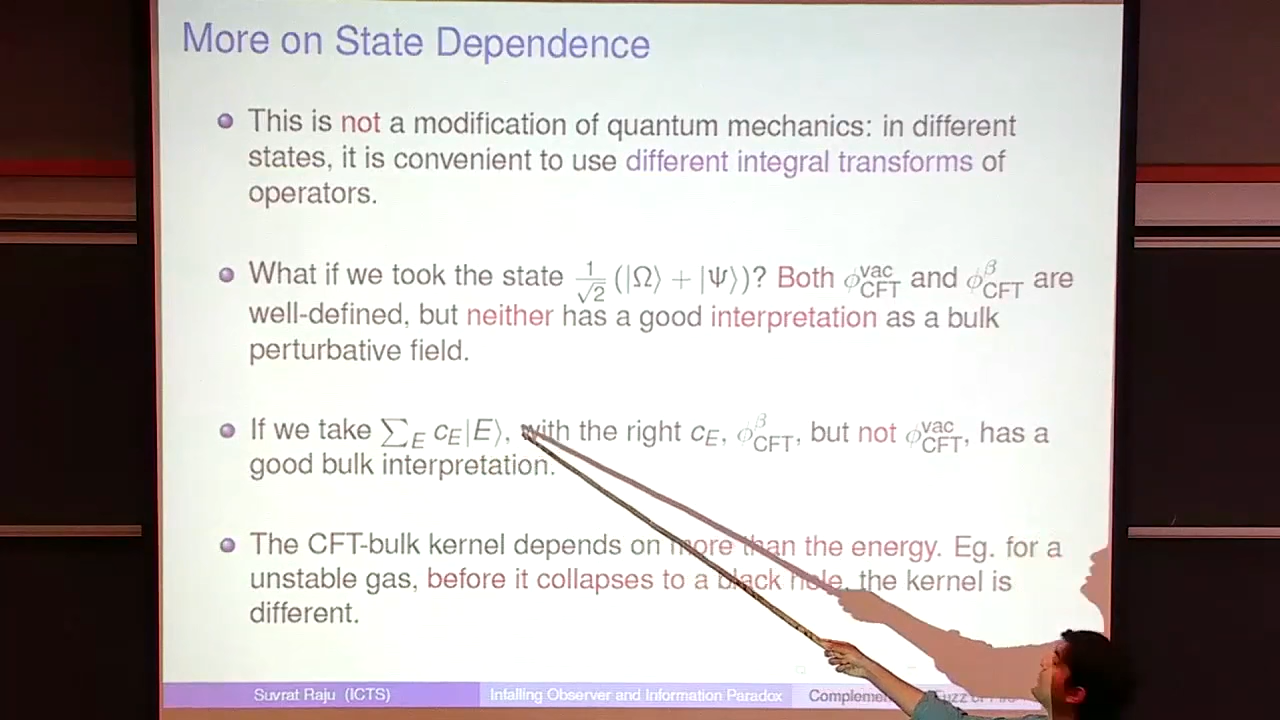 More on State Dependence
This is not a modification of quantum mechanics: in different
states, it is convenient to use different integral transforms of
operators.
What if we took the state 1/√2 (|Ω⟩ + |Ψ⟩)? Both ϕ^vac_CFT and ϕ^β_CFT are
well-defined, but neither has a good interpretation as a bulk
perturbative field.
If we take ∑_E c_E|E⟩, with the right c_E, ϕ^β_CFT, but not ϕ^vac_CFT, has a
good bulk interpretation.
The CFT-bulk kernel depends on more than the energy. Eg. for a
unstable gas, before it collapses to a black hole, the kernel is
different.
Suvrat Raju (ICTS) Infalling Observer and Information Paradox